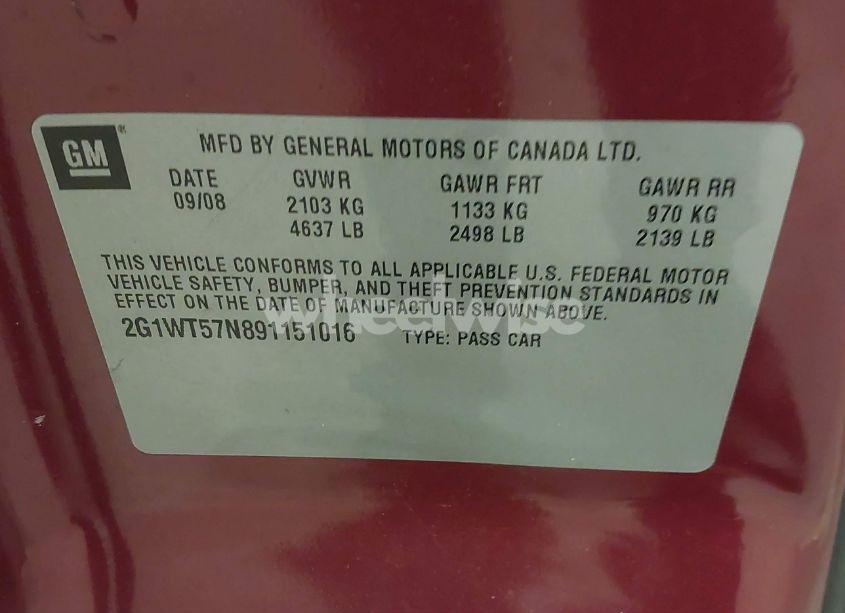 GM
MFD BY GENERAL MOTORS OF CANADA LTD.
DATE GVWR GAWR FRT GAWR RR
09/08 2103 KG 1133 KG 970 KG
4637 LB 2498 LB 2139 LB
THIS VEHICLE CONFORMS TO ALL APPLICABLE U.S. FEDERAL MOTOR
VEHICLE SAFETY, BUMPER, AND THEFT PREVENTION STANDARDS IN
EFFECT ON THE DATE OF MANUFACTURE SHOWN ABOVE.
wheelwise
2G1WT57N891151016 TYPE: PASS CAR